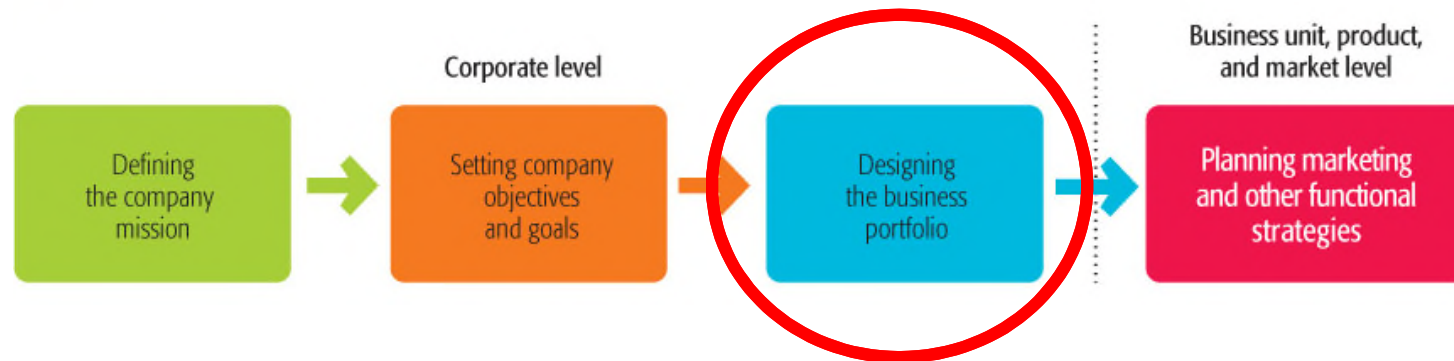 Corporate level
Business unit, product,
and market level
Defining
the company
mission
Setting company
objectives
and goals
Designing
the business
portfolio
Planning marketing
and other functional
strategies